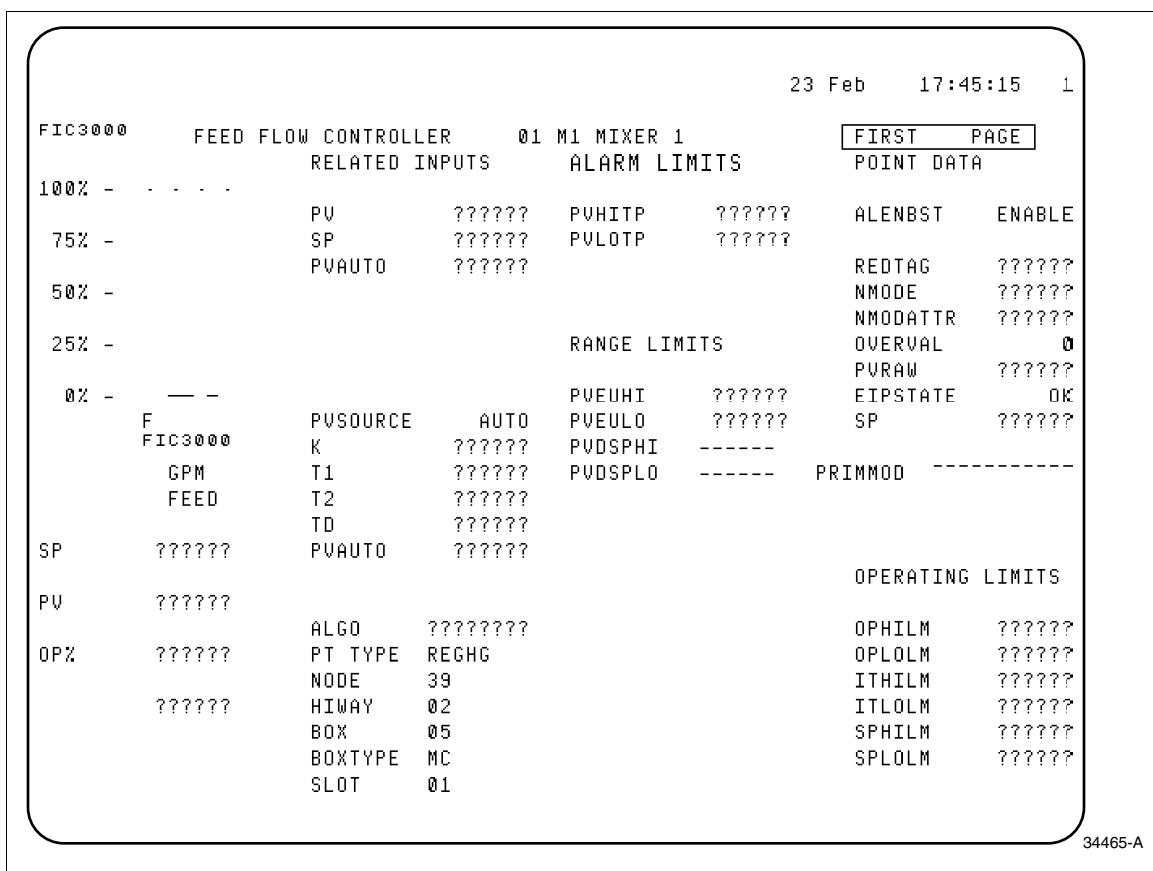 23 Feb 17:45:15 1
FIC3000 FEED FLOW CONTROLLER 01 M1 MIXER 1 FIRST PAGE
RELATED INPUTS ALARM LIMITS POINT DATA
100% - - - - -
PV ?????? PVHITP ?????? ALENBST ENABLE
75% - SP ?????? PVLOTP ??????
PVAUTO ?????? REDTAG ??????
50% - NMODE ??????
NMODATTR ??????
25% - RANGE LIMITS OVERVAL 0
PVRAW ??????
0% - — - PVEUHI ?????? EIPSTATE OK
F PVSOURCE AUTO PVEULO ?????? SP ??????
FIC3000 K ?????? PVDSPHI ------
GPM T1 ?????? PVDSPLO ------ PRIMMOD -----------
FEED T2 ??????
TD ??????
SP ?????? PVAUTO ??????
OPERATING LIMITS
PV ??????
ALGO ???????? OPHILM ??????
OP% ?????? PT TYPE REGHG OPLOLM ??????
NODE 39 ITHILM ??????
?????? HIWAY 02 ITLOLM ??????
BOX 05 SPHILM ??????
BOXTYPE MC SPLOLM ??????
SLOT 01
34465-A